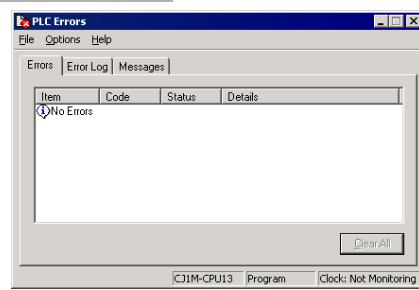 PLC Errors
File Options Help
Errors Error Log Messages
Item Code Status Details
No Errors
Clear All
CJ1M-CPU13 Program Clock: Not Monitoring